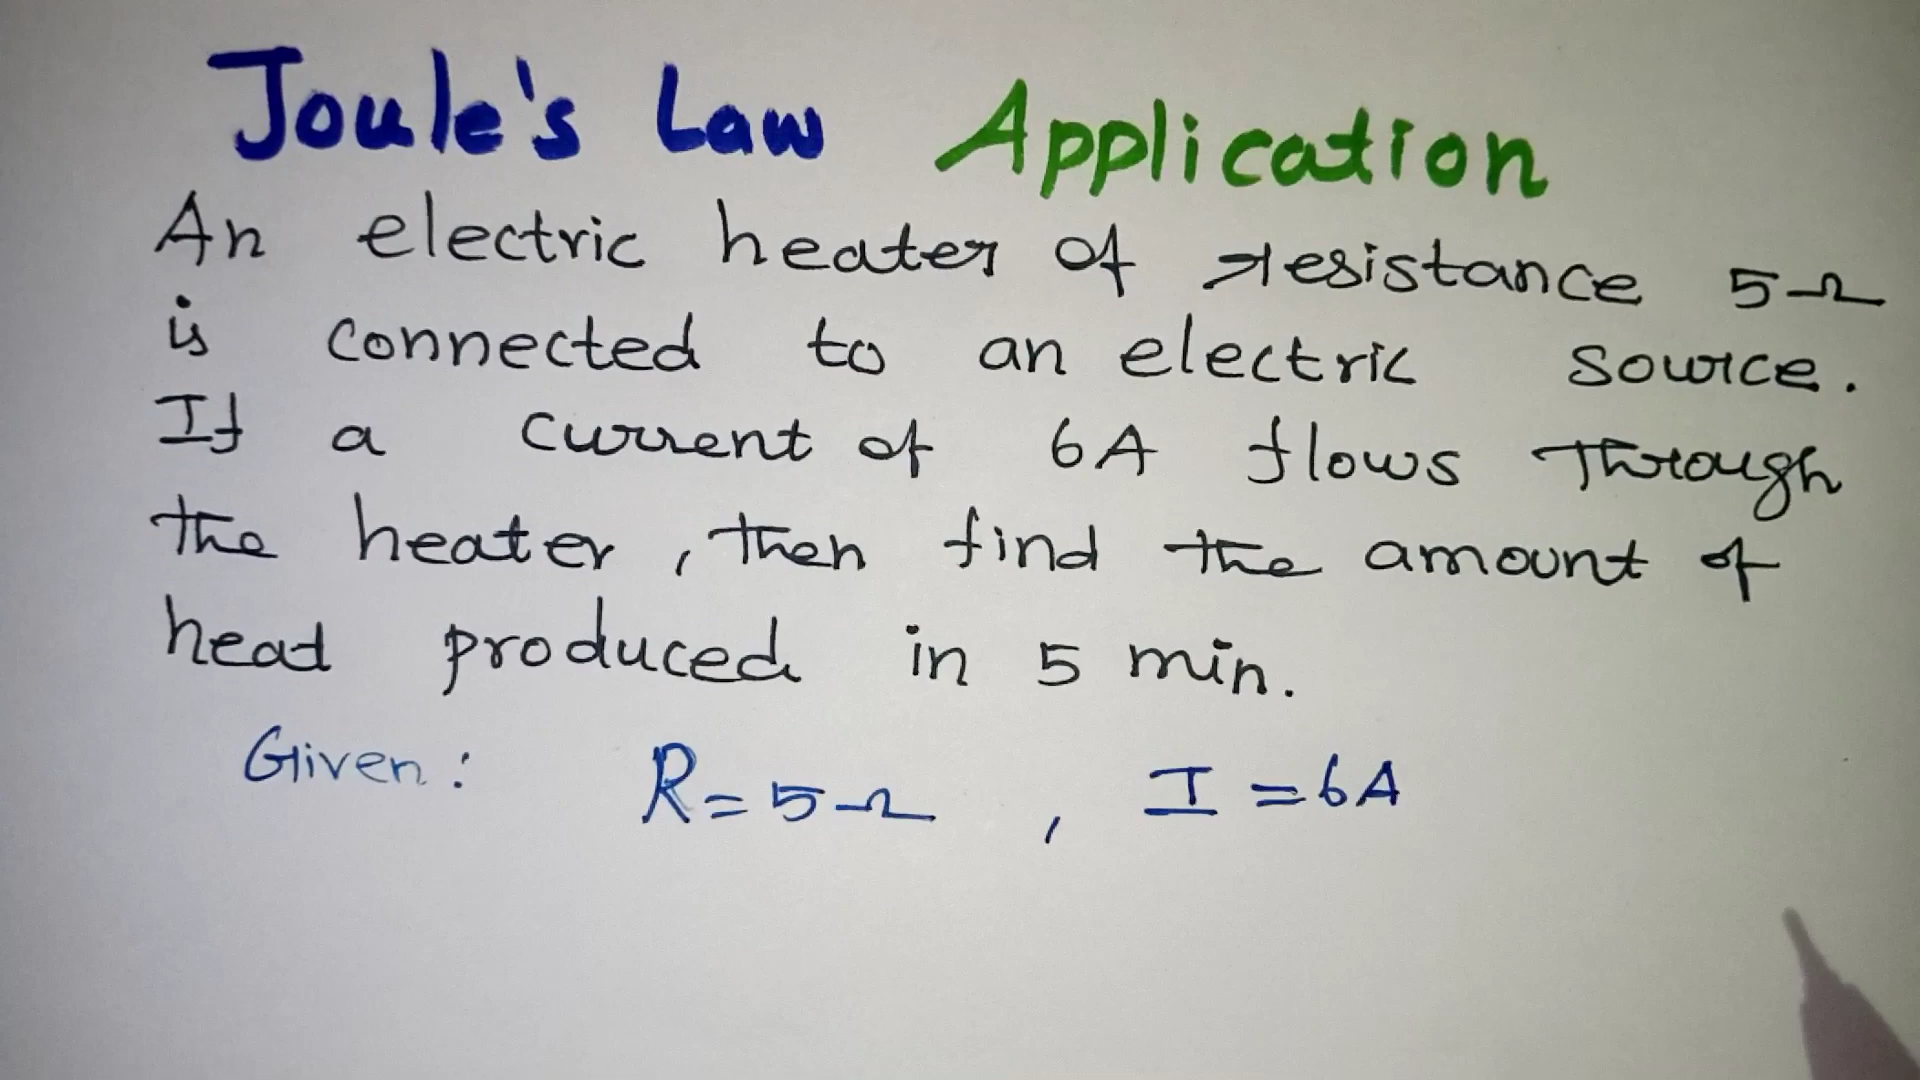 Joule's Law Application
An electric heater of resistance 5Ω
is connected to an electric source.
If a current of 6A flows through
the heater, then find the amount of
heat produced in 5 min.
Given: R=5Ω, I=6A